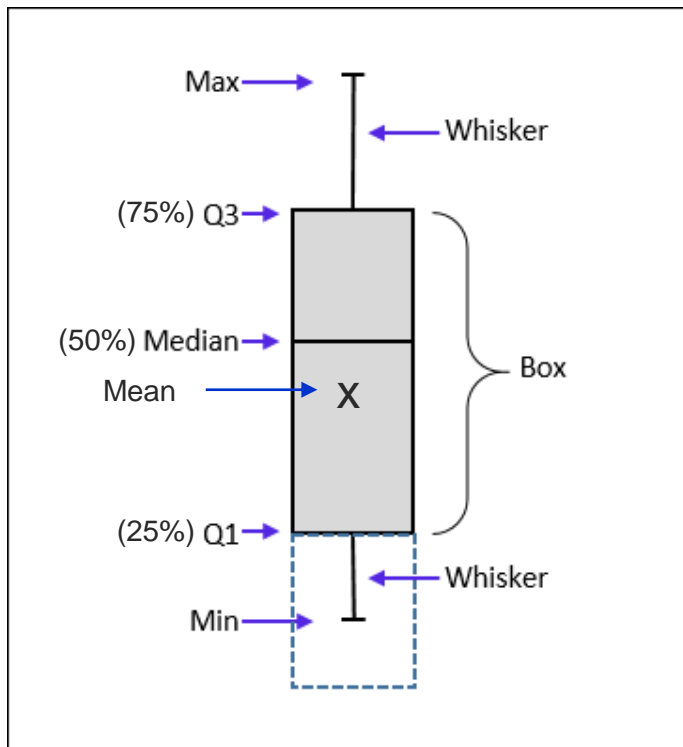 Max
Whisker
(75%) Q3
(50%) Median
Box
Mean
X
(25%) Q1
Whisker
Min